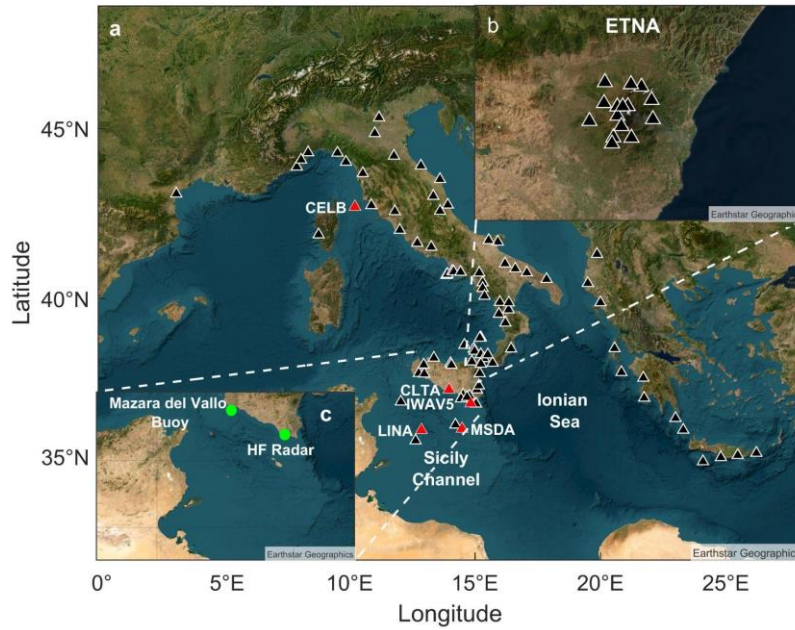 a
b
ETNA
Earthstar Geographics
45°N
40°N
35°N
Latitude
CELB
CLTA
IWAV5
LINA
MSDA
Ionian
Sea
Sicily
Channel
c
Mazara del Vallo
Buoy
HF Radar
Earthstar Geographics
Earthstar Geographics
0°
5°E
10°E
15°E
20°E
25°E
Longitude